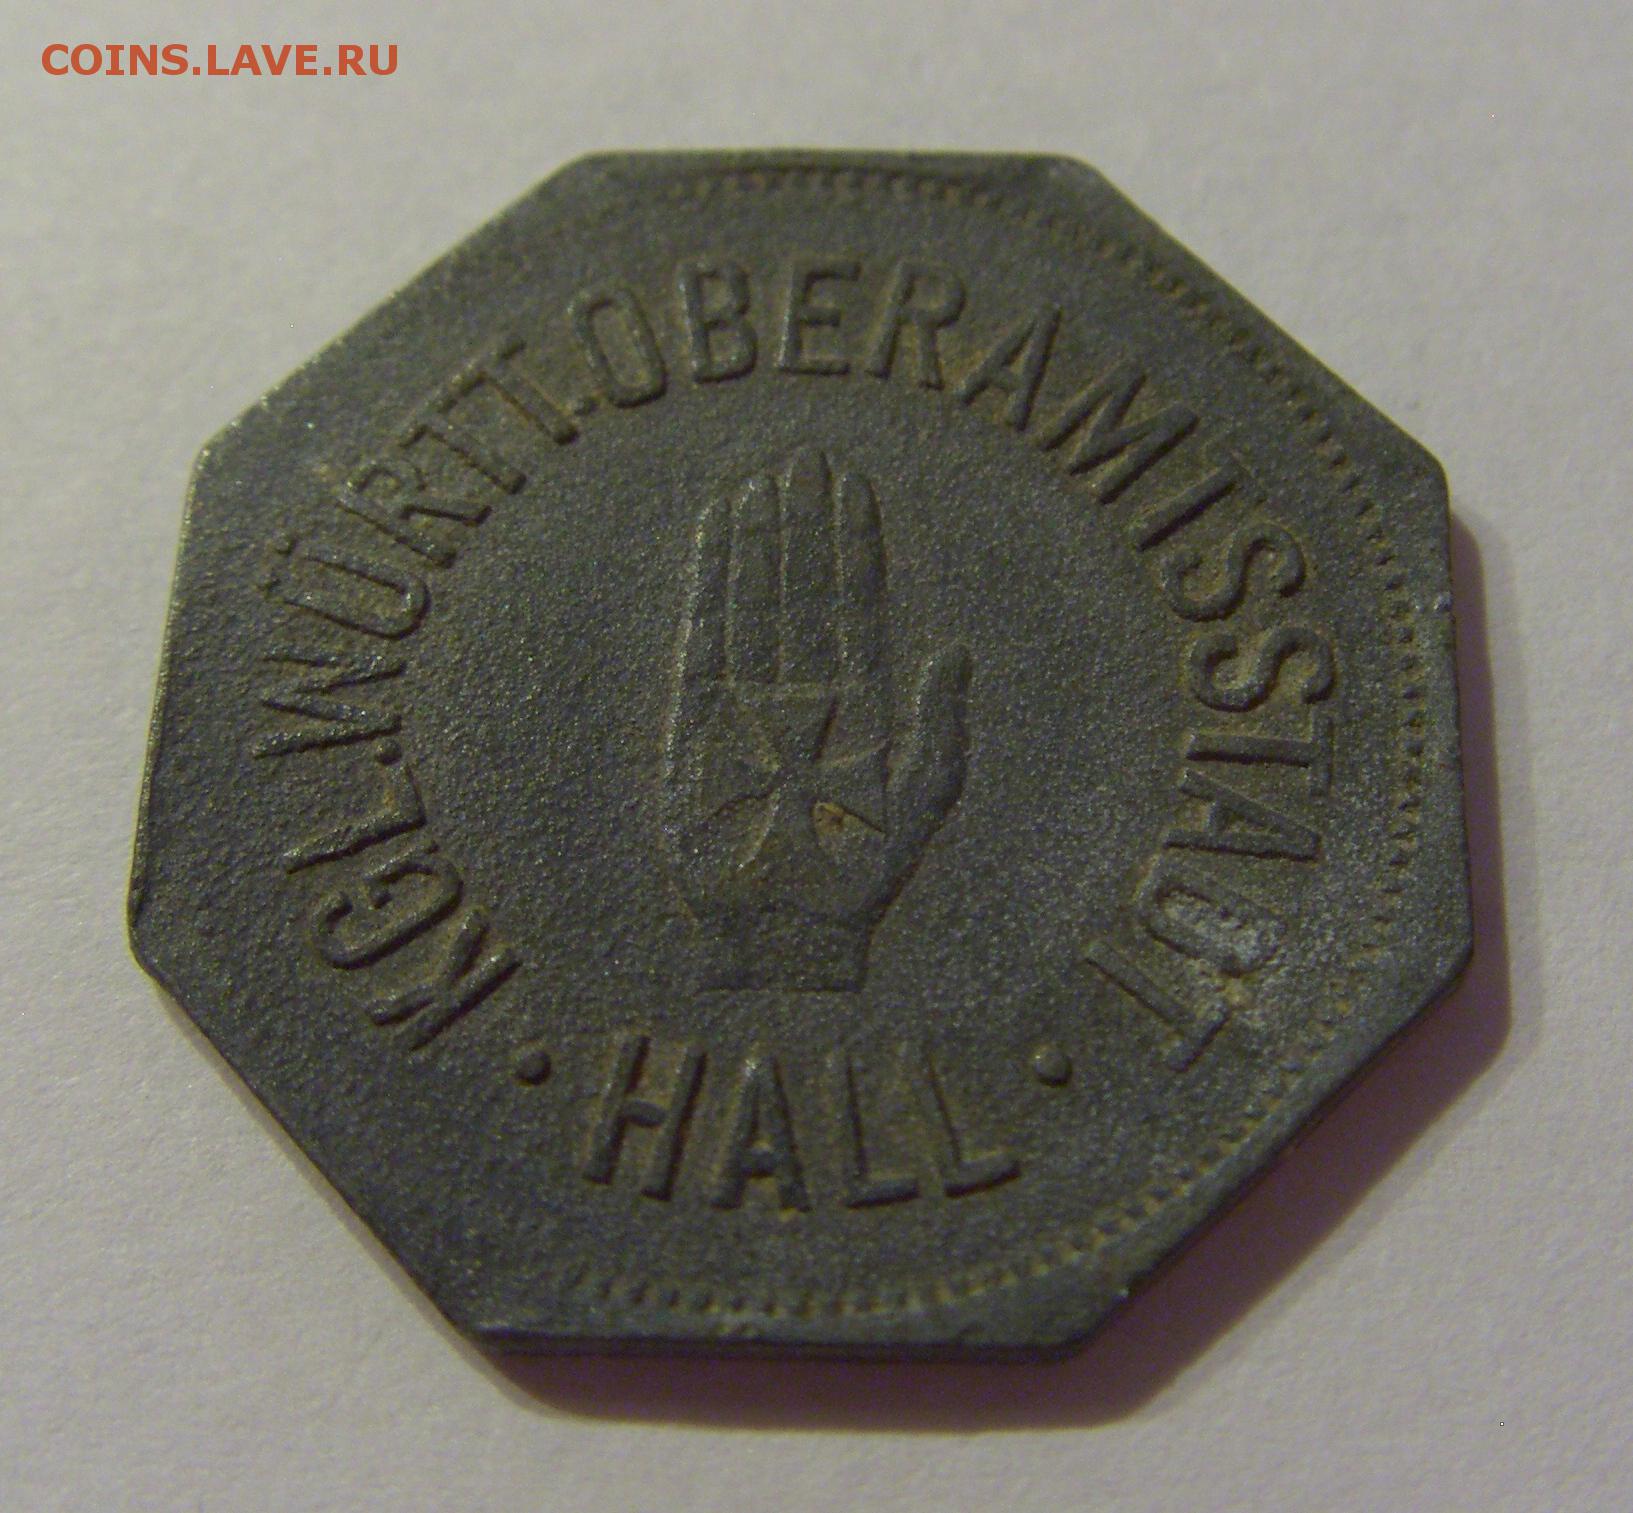 COINS.LAVE.RU
KGL.WÜRTT.OBERAMTSSTADT
· HALL ·